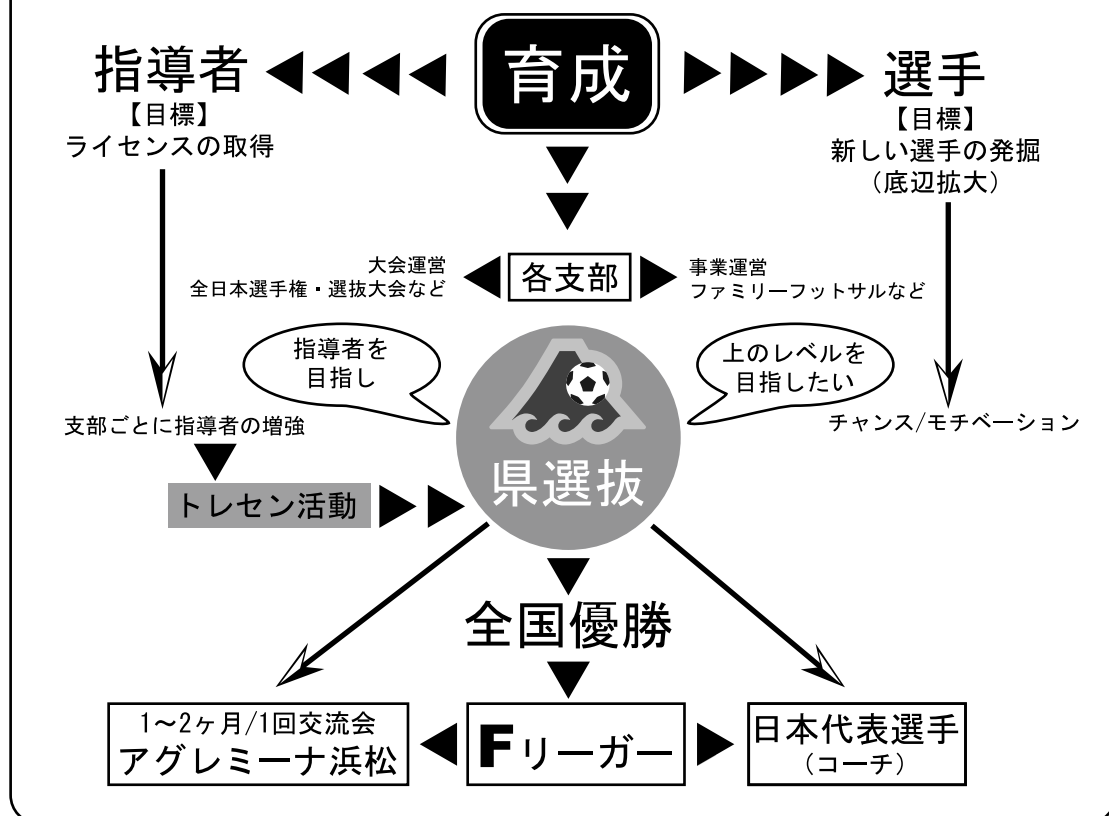 育成
指導者
【目標】
ライセンスの取得
選手
【目標】
新しい選手の発掘
（底辺拡大）
大会運営
全日本選手権・選抜大会など
各支部
事業運営
ファミリーフットサルなど
指導者を
目指し
上のレベルを
目指したい
支部ごとに指導者の増強
チャンス/モチベーション
トレセン活動
県選抜
全国優勝
1～2ヶ月/1回交流会
アグレミーナ浜松
Fリーガー
日本代表選手
（コーチ）